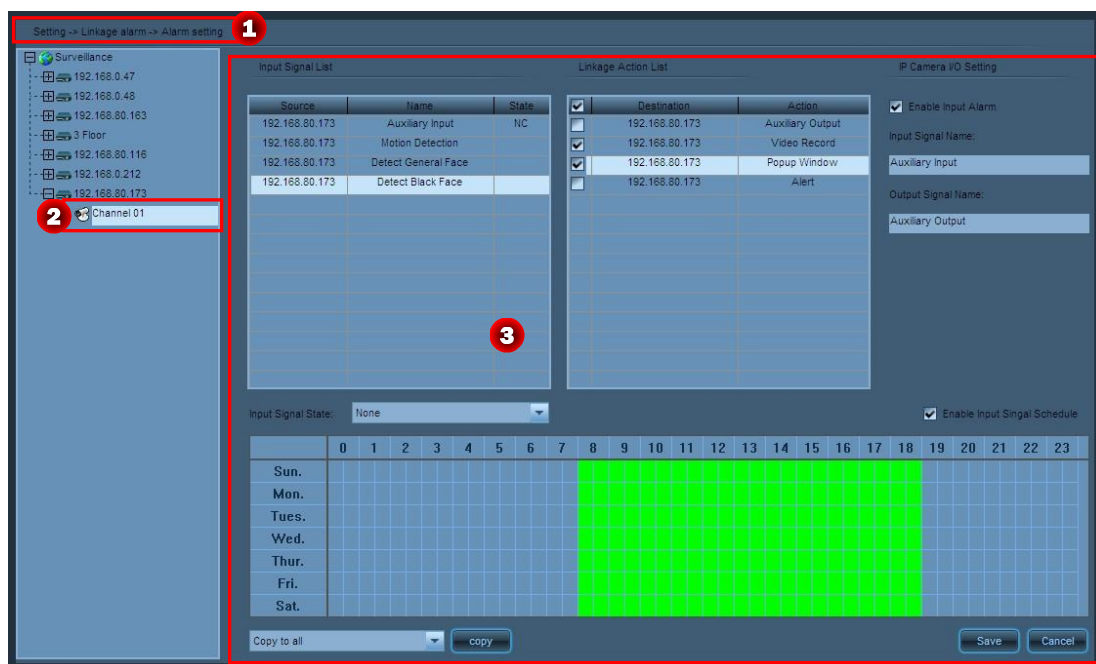 Setting -> Linkage alarm -> Alarm setting
1
Surveillance
192.168.0.47
192.168.0.48
192.168.80.163
3 Floor
192.168.80.116
192.168.0.212
192.168.80.173
2 Channel 01
Input Signal List
Source Name State
192.168.80.173 Auxiliary Input NC
192.168.80.173 Motion Detection
192.168.80.173 Detect General Face
192.168.80.173 Detect Black Face
3
Linkage Action List
Destination Action
192.168.80.173 Auxiliary Output
192.168.80.173 Video Record
192.168.80.173 Popup Window
192.168.80.173 Alert
IP Camera I/O Setting
Enable Input Alarm
Input Signal Name:
Auxiliary Input
Output Signal Name:
Auxiliary Output
Input Signal State: None
Enable Input Singal Schedule
0 1 2 3 4 5 6 7 8 9 10 11 12 13 14 15 16 17 18 19 20 21 22 23
Sun.
Mon.
Tues.
Wed.
Thur.
Fri.
Sat.
Copy to all copy Save Cancel